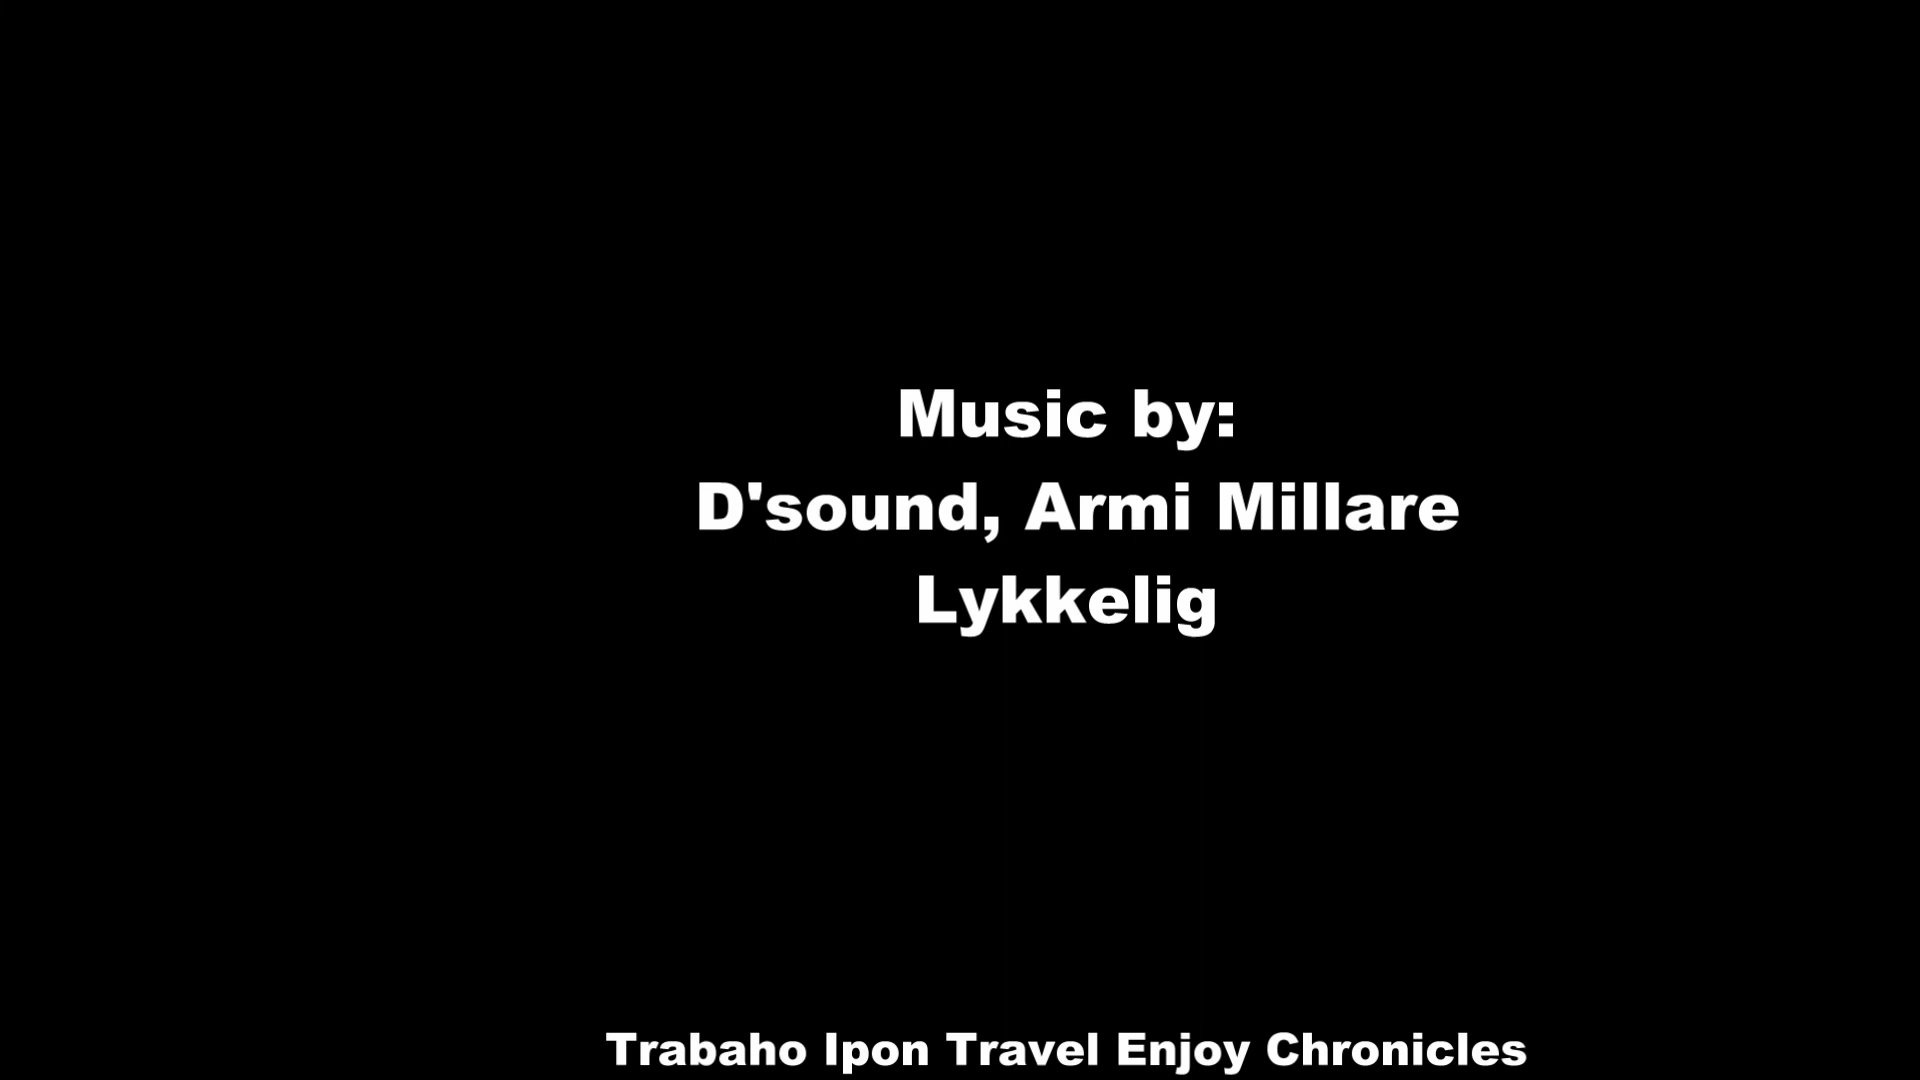 Music by:
D'sound, Armi Millare
Lykkelig
Trabaho Ipon Travel Enjoy Chronicles